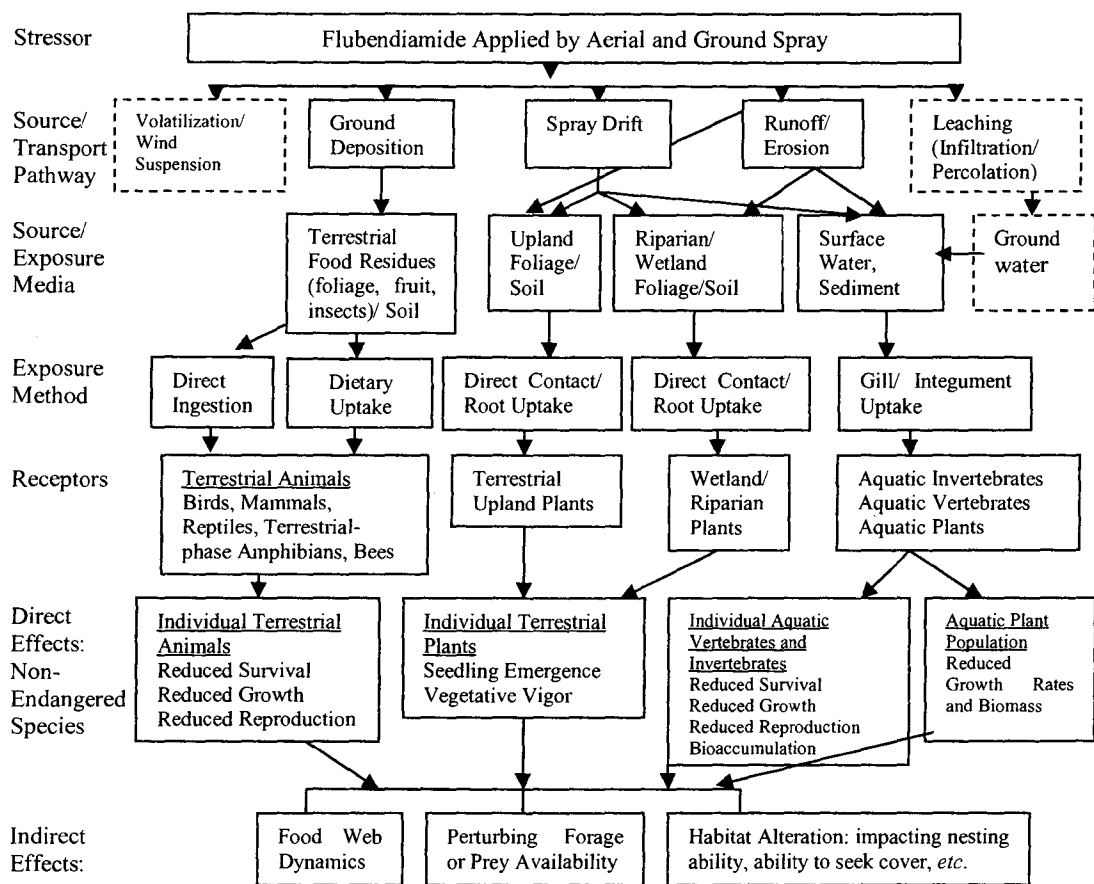 Stressor
Flubendiamide Applied by Aerial and Ground Spray
Source/
Transport
Pathway
Volatilization/
Wind
Suspension
Ground
Deposition
Spray Drift
Runoff/
Erosion
Leaching
(Infiltration/
Percolation)
Source/
Exposure
Media
Terrestrial
Food Residues
(foliage, fruit,
insects)/ Soil
Upland
Foliage/
Soil
Riparian/
Wetland
Foliage/Soil
Surface
Water,
Sediment
Ground
water
Exposure
Method
Direct
Ingestion
Dietary
Uptake
Direct Contact/
Root Uptake
Direct Contact/
Root Uptake
Gill/ Integument
Uptake
Receptors
Terrestrial Animals
Birds, Mammals,
Reptiles, Terrestrial-
phase Amphibians, Bees
Terrestrial
Upland Plants
Wetland/
Riparian
Plants
Aquatic Invertebrates
Aquatic Vertebrates
Aquatic Plants
Direct
Effects:
Non-
Endangered
Species
Individual Terrestrial
Animals
Reduced Survival
Reduced Growth
Reduced Reproduction
Individual Terrestrial
Plants
Seedling Emergence
Vegetative Vigor
Individual Aquatic
Vertebrates and
Invertebrates
Reduced Survival
Reduced Growth
Reduced Reproduction
Bioaccumulation
Aquatic Plant
Population
Reduced
Growth Rates
and Biomass
Indirect
Effects:
Food Web
Dynamics
Perturbing Forage
or Prey Availability
Habitat Alteration: impacting nesting
ability, ability to seek cover, etc.